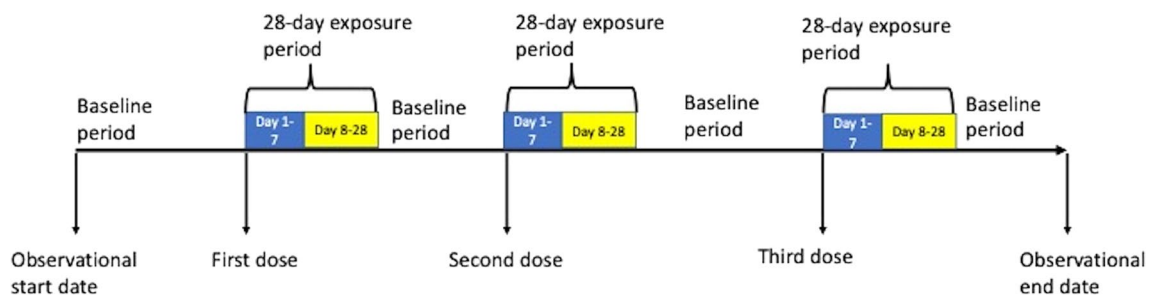 28-day exposure
period
28-day exposure
period
28-day exposure
period
Baseline
period
Day 1-
7
Day 8-28
Baseline
period
Day 1-
7
Day 8-28
Baseline
period
Day 1-
7
Day 8-28
Baseline
period
Observational
start date
First dose
Second dose
Third dose
Observational
end date